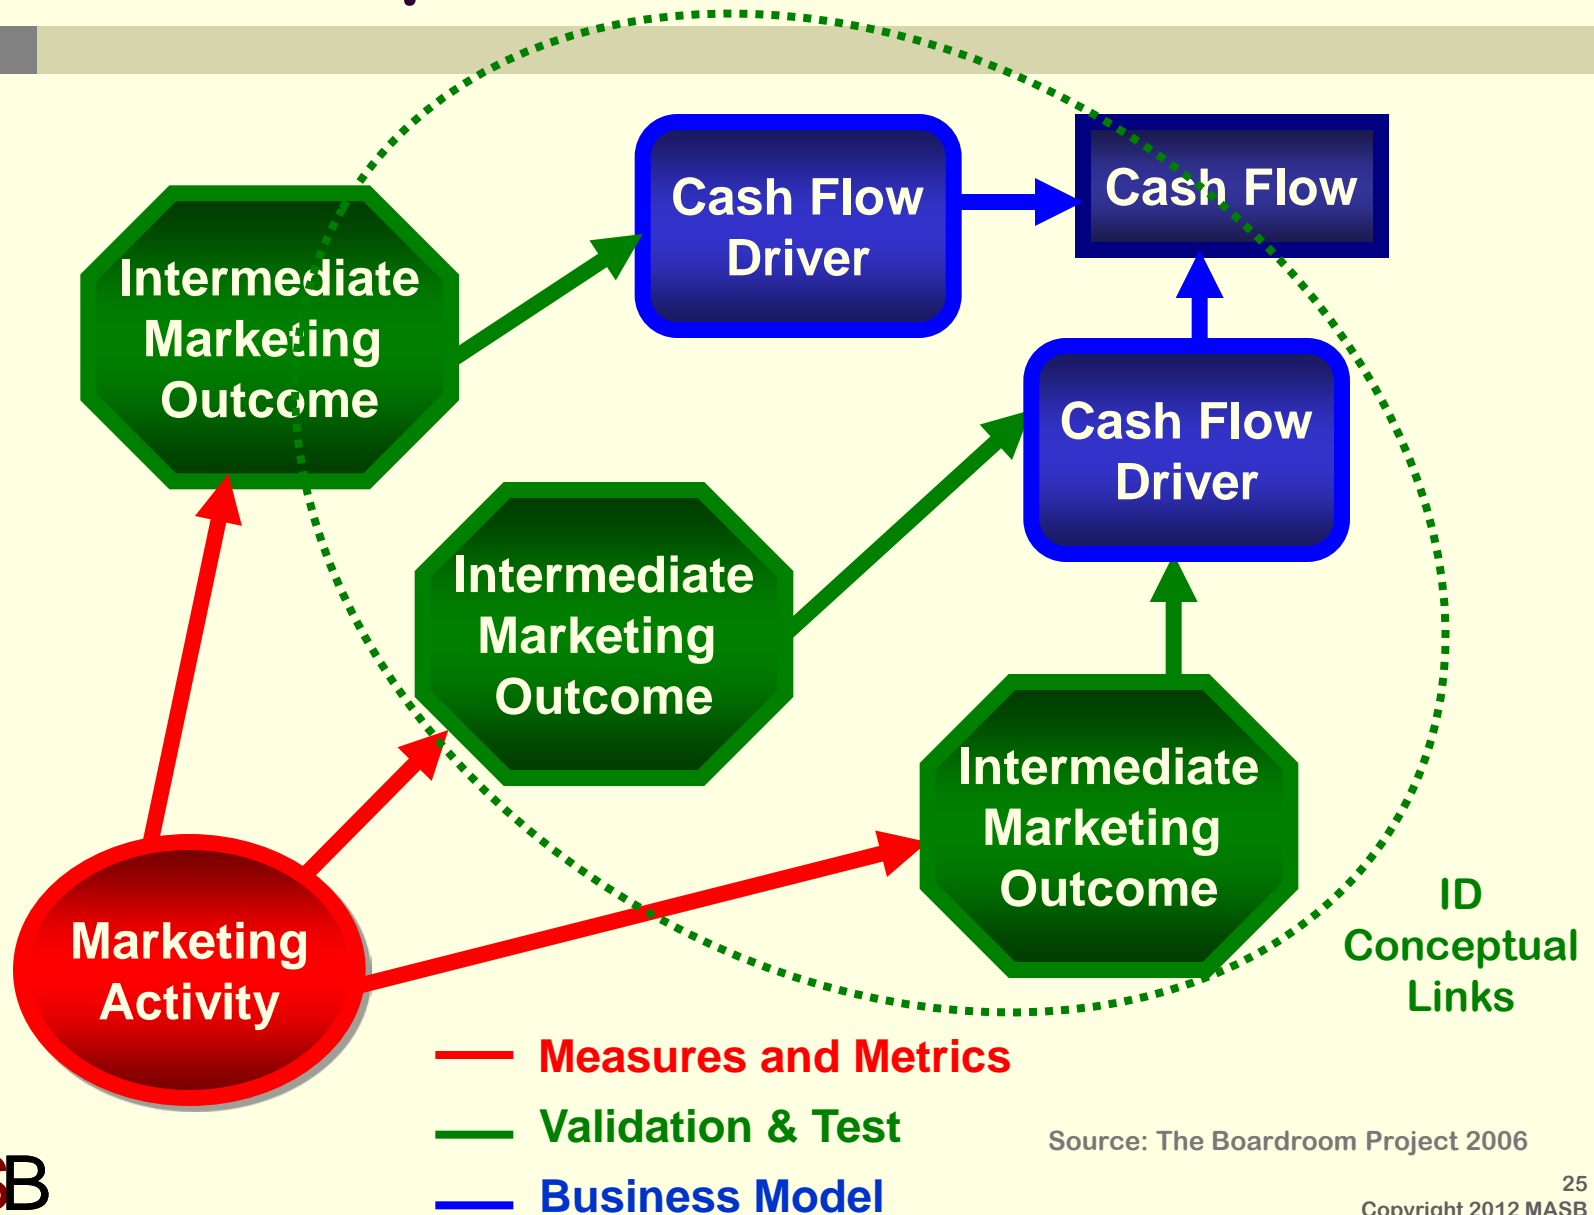 Cash Flow
Driver
Cash Flow
Intermediate
Marketing
Outcome
Cash Flow
Driver
Intermediate
Marketing
Outcome
Intermediate
Marketing
Outcome
ID
Conceptual
Links
Marketing
Activity
Measures and Metrics
Validation & Test
Source: The Boardroom Project 2006
Business Model
25
Copyright 2012 MASB